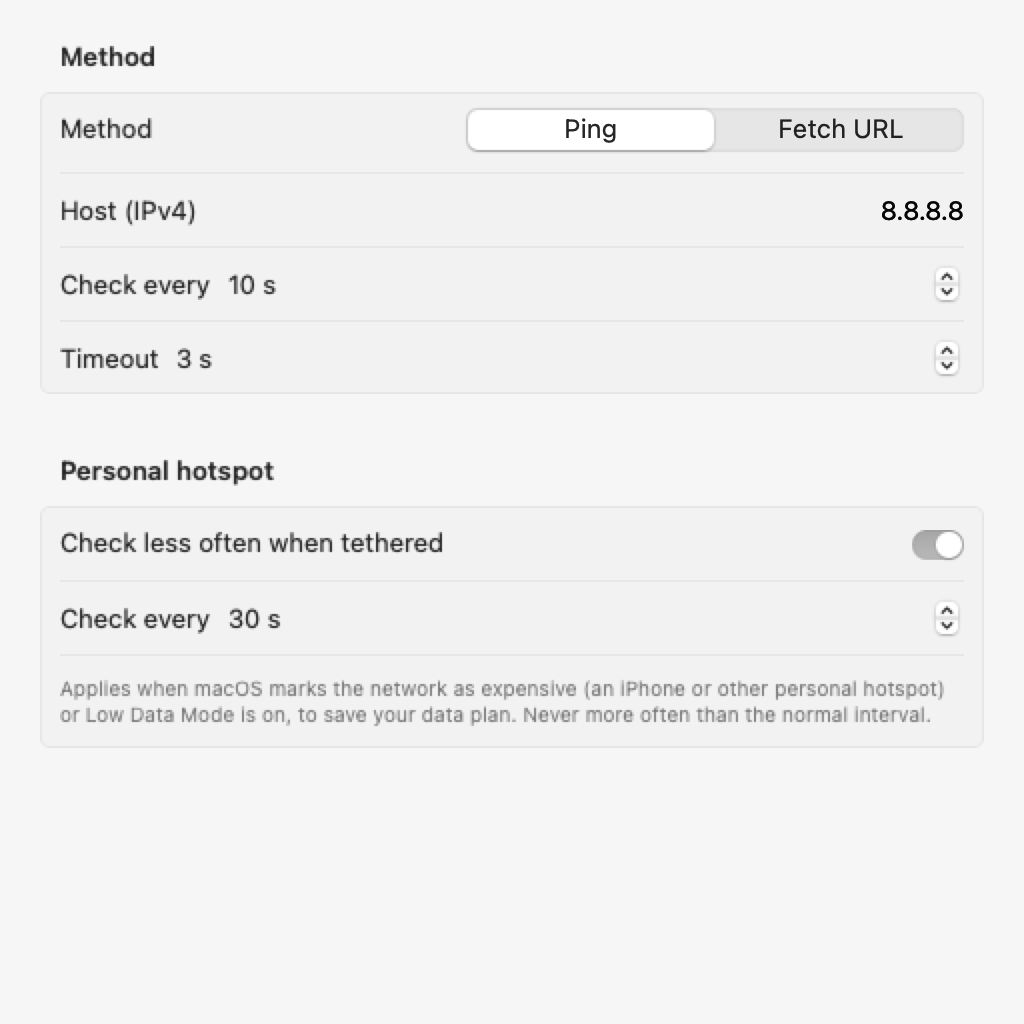 Method
Method Ping Fetch URL
Host (IPv4) 8.8.8.8
Check every 10 s
Timeout 3 s
Personal hotspot
Check less often when tethered
Check every 30 s
Applies when macOS marks the network as expensive (an iPhone or other personal hotspot)
or Low Data Mode is on, to save your data plan. Never more often than the normal interval.